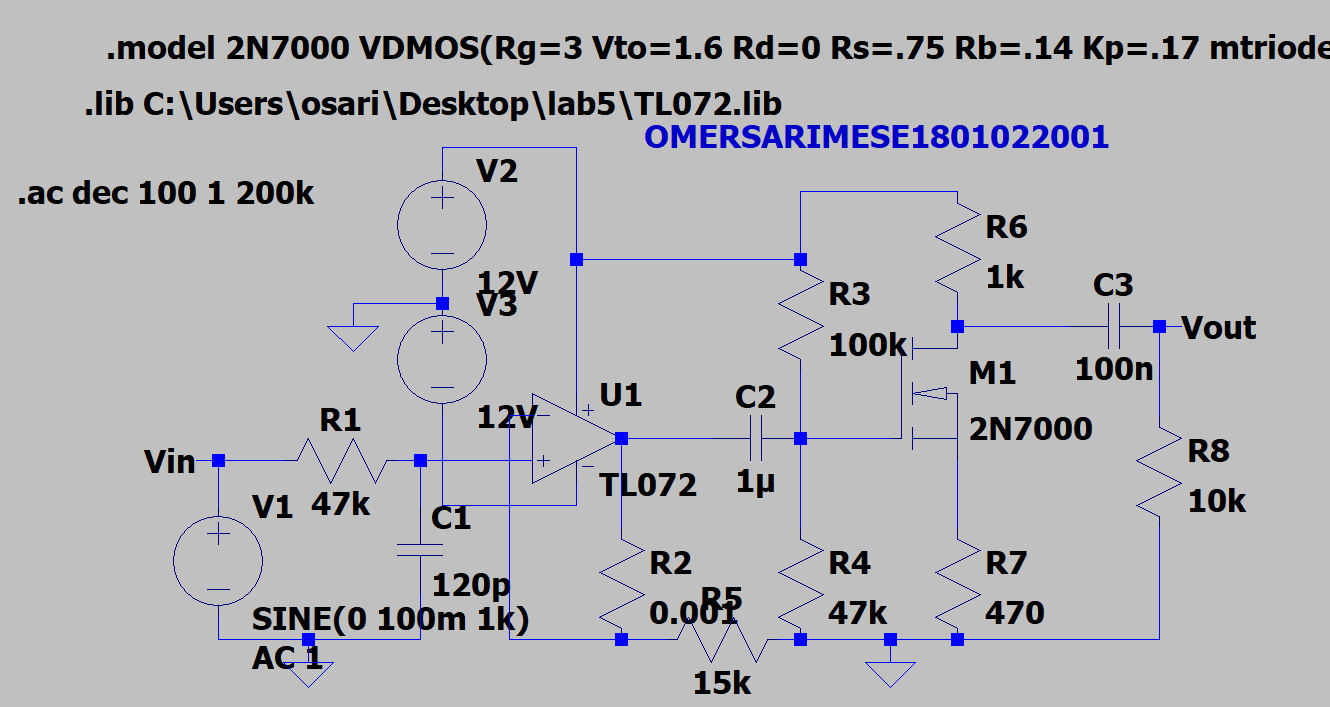 .model 2N7000 VDMOS(Rg=3 Vto=1.6 Rd=0 Rs=.75 Rb=.14 Kp=.17 mtriode
.lib C:\Users\osari\Desktop\lab5\TL072.lib
OMERSARIMESE1801022001
.ac dec 100 1 200k
V2
12V
V3
12V
R6
1k
R3
100k
C3
100n
Vout
M1
2N7000
U1
TL072
C2
1µ
R1
47k
Vin
V1
SINE(0 100m 1k)
AC 1
C1
120p
R2
0.001
R5
15k
R4
47k
R7
470
R8
10k